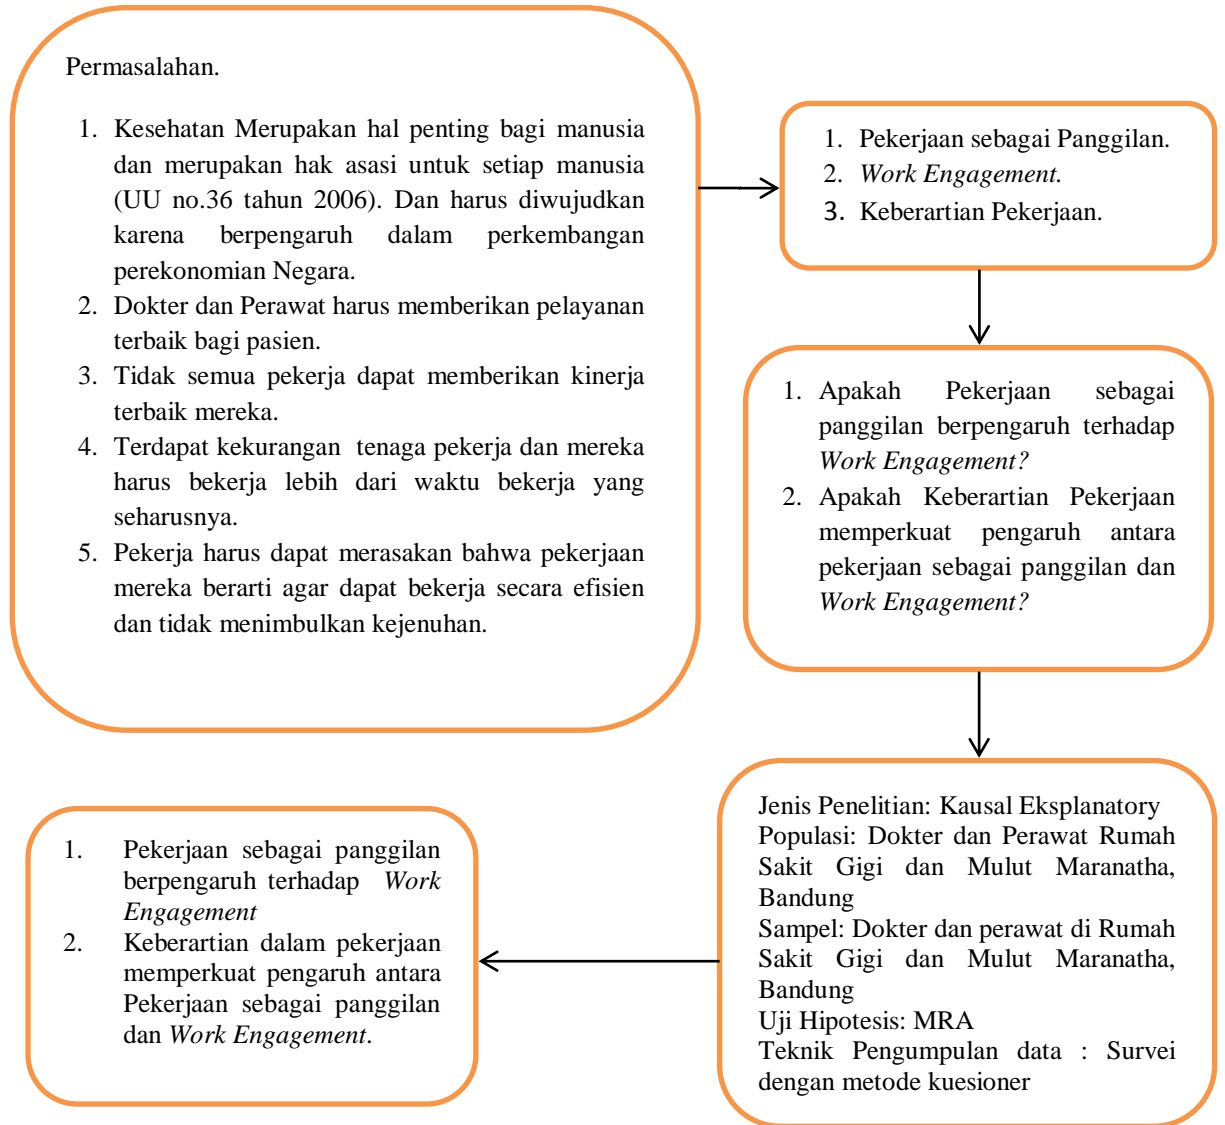 Permasalahan.
1. Kesehatan Merupakan hal penting bagi manusia
dan merupakan hak asasi untuk setiap manusia
(UU no.36 tahun 2006). Dan harus diwujudkan
karena berpengaruh dalam perkembangan
perekonomian Negara.
2. Dokter dan Perawat harus memberikan pelayanan
terbaik bagi pasien.
3. Tidak semua pekerja dapat memberikan kinerja
terbaik mereka.
4. Terdapat kekurangan tenaga pekerja dan mereka
harus bekerja lebih dari waktu bekerja yang
seharusnya.
5. Pekerja harus dapat merasakan bahwa pekerjaan
mereka berarti agar dapat bekerja secara efisien
dan tidak menimbulkan kejenuhan.
1. Pekerjaan sebagai Panggilan.
2. Work Engagement.
3. Keberartian Pekerjaan.
1. Apakah Pekerjaan sebagai
panggilan berpengaruh terhadap
Work Engagement?
2. Apakah Keberartian Pekerjaan
memperkuat pengaruh antara
pekerjaan sebagai panggilan dan
Work Engagement?
Jenis Penelitian: Kausal Eksplanatory
Populasi: Dokter dan Perawat Rumah
Sakit Gigi dan Mulut Maranatha,
Bandung
Sampel: Dokter dan perawat di Rumah
Sakit Gigi dan Mulut Maranatha,
Bandung
Uji Hipotesis: MRA
Teknik Pengumpulan data : Survei
dengan metode kuesioner
1. Pekerjaan sebagai panggilan
berpengaruh terhadap Work
Engagement
2. Keberartian dalam pekerjaan
memperkuat pengaruh antara
Pekerjaan sebagai panggilan
dan Work Engagement.